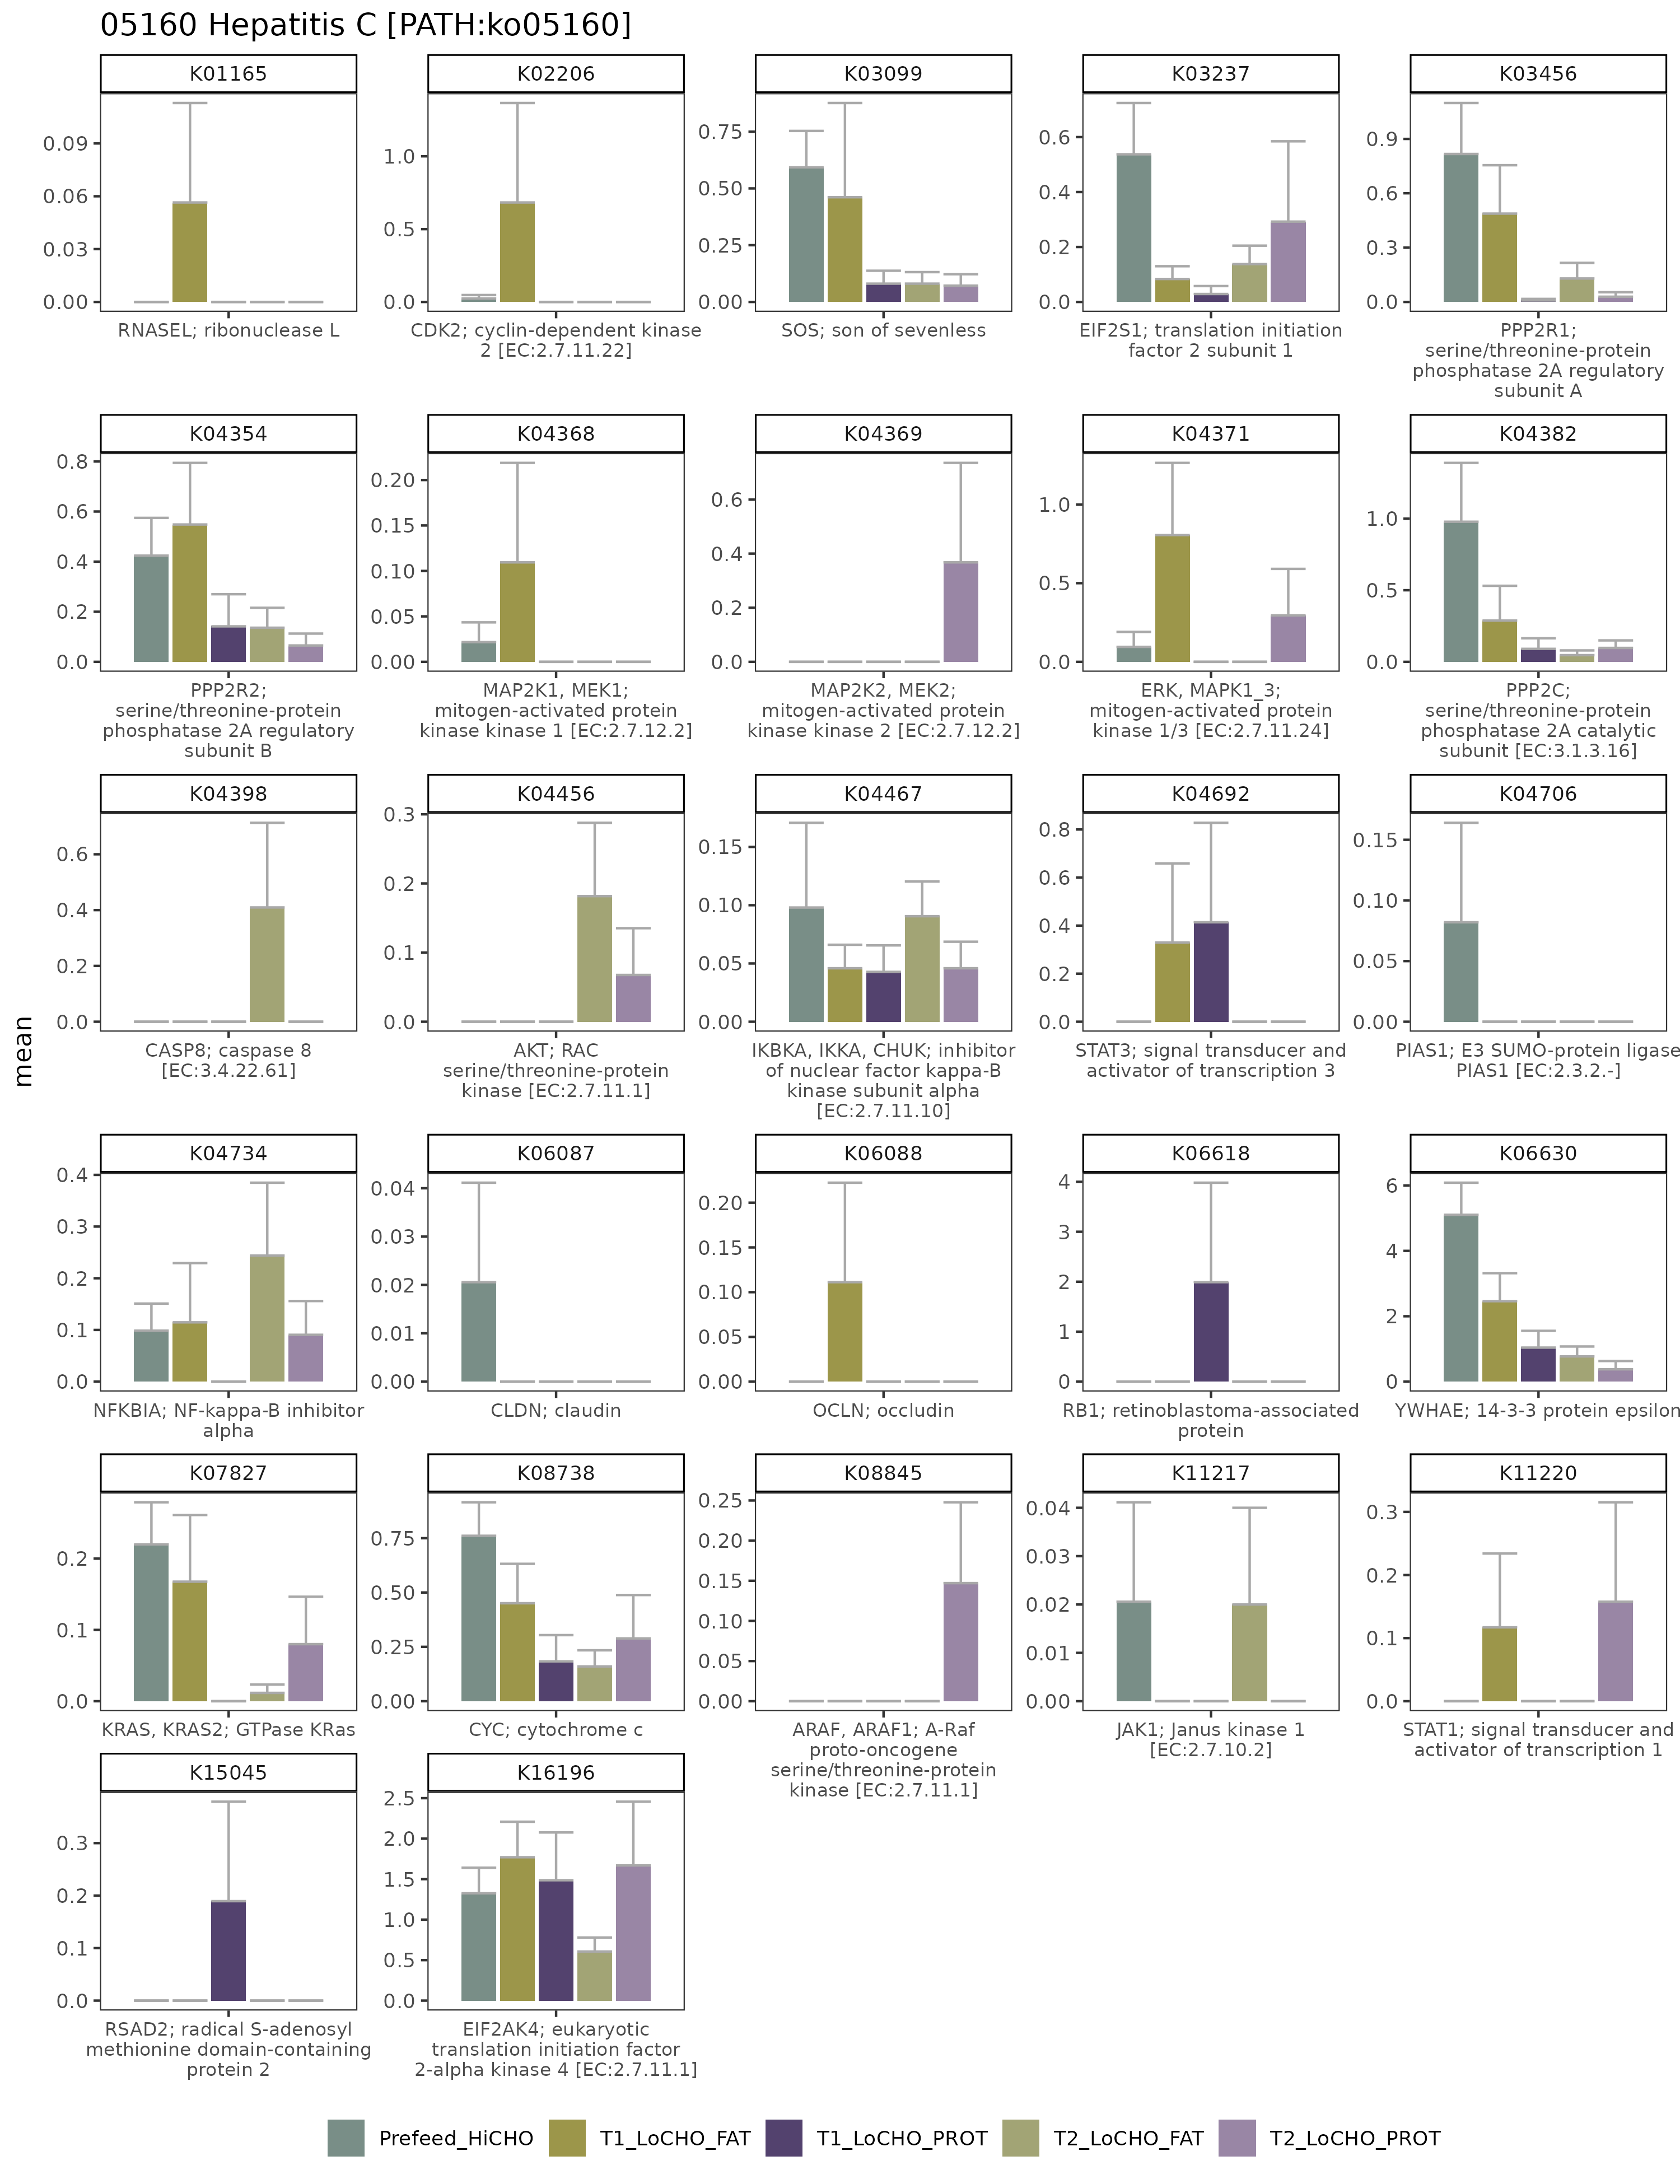 05160 Hepatitis C [PATH:ko05160]
K01165
K02206
K03099
K03237
K03456
0.09
0.06
0.03
0.00
1.0
0.5
0.0
0.75
0.50
0.25
0.00
0.6
0.4
0.2
0.0
0.9
0.6
0.3
0.0
RNASEL; ribonuclease L
CDK2; cyclin-dependent kinase
2 [EC:2.7.11.22]
SOS; son of sevenless
EIF2S1; translation initiation
factor 2 subunit 1
PPP2R1;
serine/threonine-protein
phosphatase 2A regulatory
subunit A
K04354
K04368
K04369
K04371
K04382
0.8
0.6
0.4
0.2
0.0
0.20
0.15
0.10
0.05
0.00
0.6
0.4
0.2
0.0
1.0
0.5
0.0
1.0
0.5
0.0
PPP2R2;
serine/threonine-protein
phosphatase 2A regulatory
subunit B
MAP2K1, MEK1;
mitogen-activated protein
kinase kinase 1 [EC:2.7.12.2]
MAP2K2, MEK2;
mitogen-activated protein
kinase kinase 2 [EC:2.7.12.2]
ERK, MAPK1_3;
mitogen-activated protein
kinase 1/3 [EC:2.7.11.24]
PPP2C;
serine/threonine-protein
phosphatase 2A catalytic
subunit [EC:3.1.3.16]
K04398
K04456
K04467
K04692
K04706
0.6
0.4
0.2
0.0
0.3
0.2
0.1
0.0
0.15
0.10
0.05
0.00
0.8
0.6
0.4
0.2
0.0
0.15
0.10
0.05
0.00
CASP8; caspase 8
[EC:3.4.22.61]
AKT; RAC
serine/threonine-protein
kinase [EC:2.7.11.1]
IKBKA, IKKA, CHUK; inhibitor
of nuclear factor kappa-B
kinase subunit alpha
[EC:2.7.11.10]
STAT3; signal transducer and
activator of transcription 3
PIAS1; E3 SUMO-protein ligase
PIAS1 [EC:2.3.2.-]
mean
K04734
K06087
K06088
K06618
K06630
0.4
0.3
0.2
0.1
0.0
0.04
0.03
0.02
0.01
0.00
0.20
0.15
0.10
0.05
0.00
4
3
2
1
0
6
4
2
0
NFKBIA; NF-kappa-B inhibitor
alpha
CLDN; claudin
OCLN; occludin
RB1; retinoblastoma-associated
protein
YWHAE; 14-3-3 protein epsilon
K07827
K08738
K08845
K11217
K11220
0.2
0.1
0.0
0.75
0.50
0.25
0.00
0.25
0.20
0.15
0.10
0.05
0.00
0.04
0.03
0.02
0.01
0.00
0.3
0.2
0.1
0.0
KRAS, KRAS2; GTPase KRas
CYC; cytochrome c
ARAF, ARAF1; A-Raf
proto-oncogene
serine/threonine-protein
kinase [EC:2.7.11.1]
JAK1; Janus kinase 1
[EC:2.7.10.2]
STAT1; signal transducer and
activator of transcription 1
K15045
K16196
0.3
0.2
0.1
0.0
2.5
2.0
1.5
1.0
0.5
0.0
RSAD2; radical S-adenosyl
methionine domain-containing
protein 2
EIF2AK4; eukaryotic
translation initiation factor
2-alpha kinase 4 [EC:2.7.11.1]
Prefeed_HiCHO
T1_LoCHO_FAT
T1_LoCHO_PROT
T2_LoCHO_FAT
T2_LoCHO_PROT